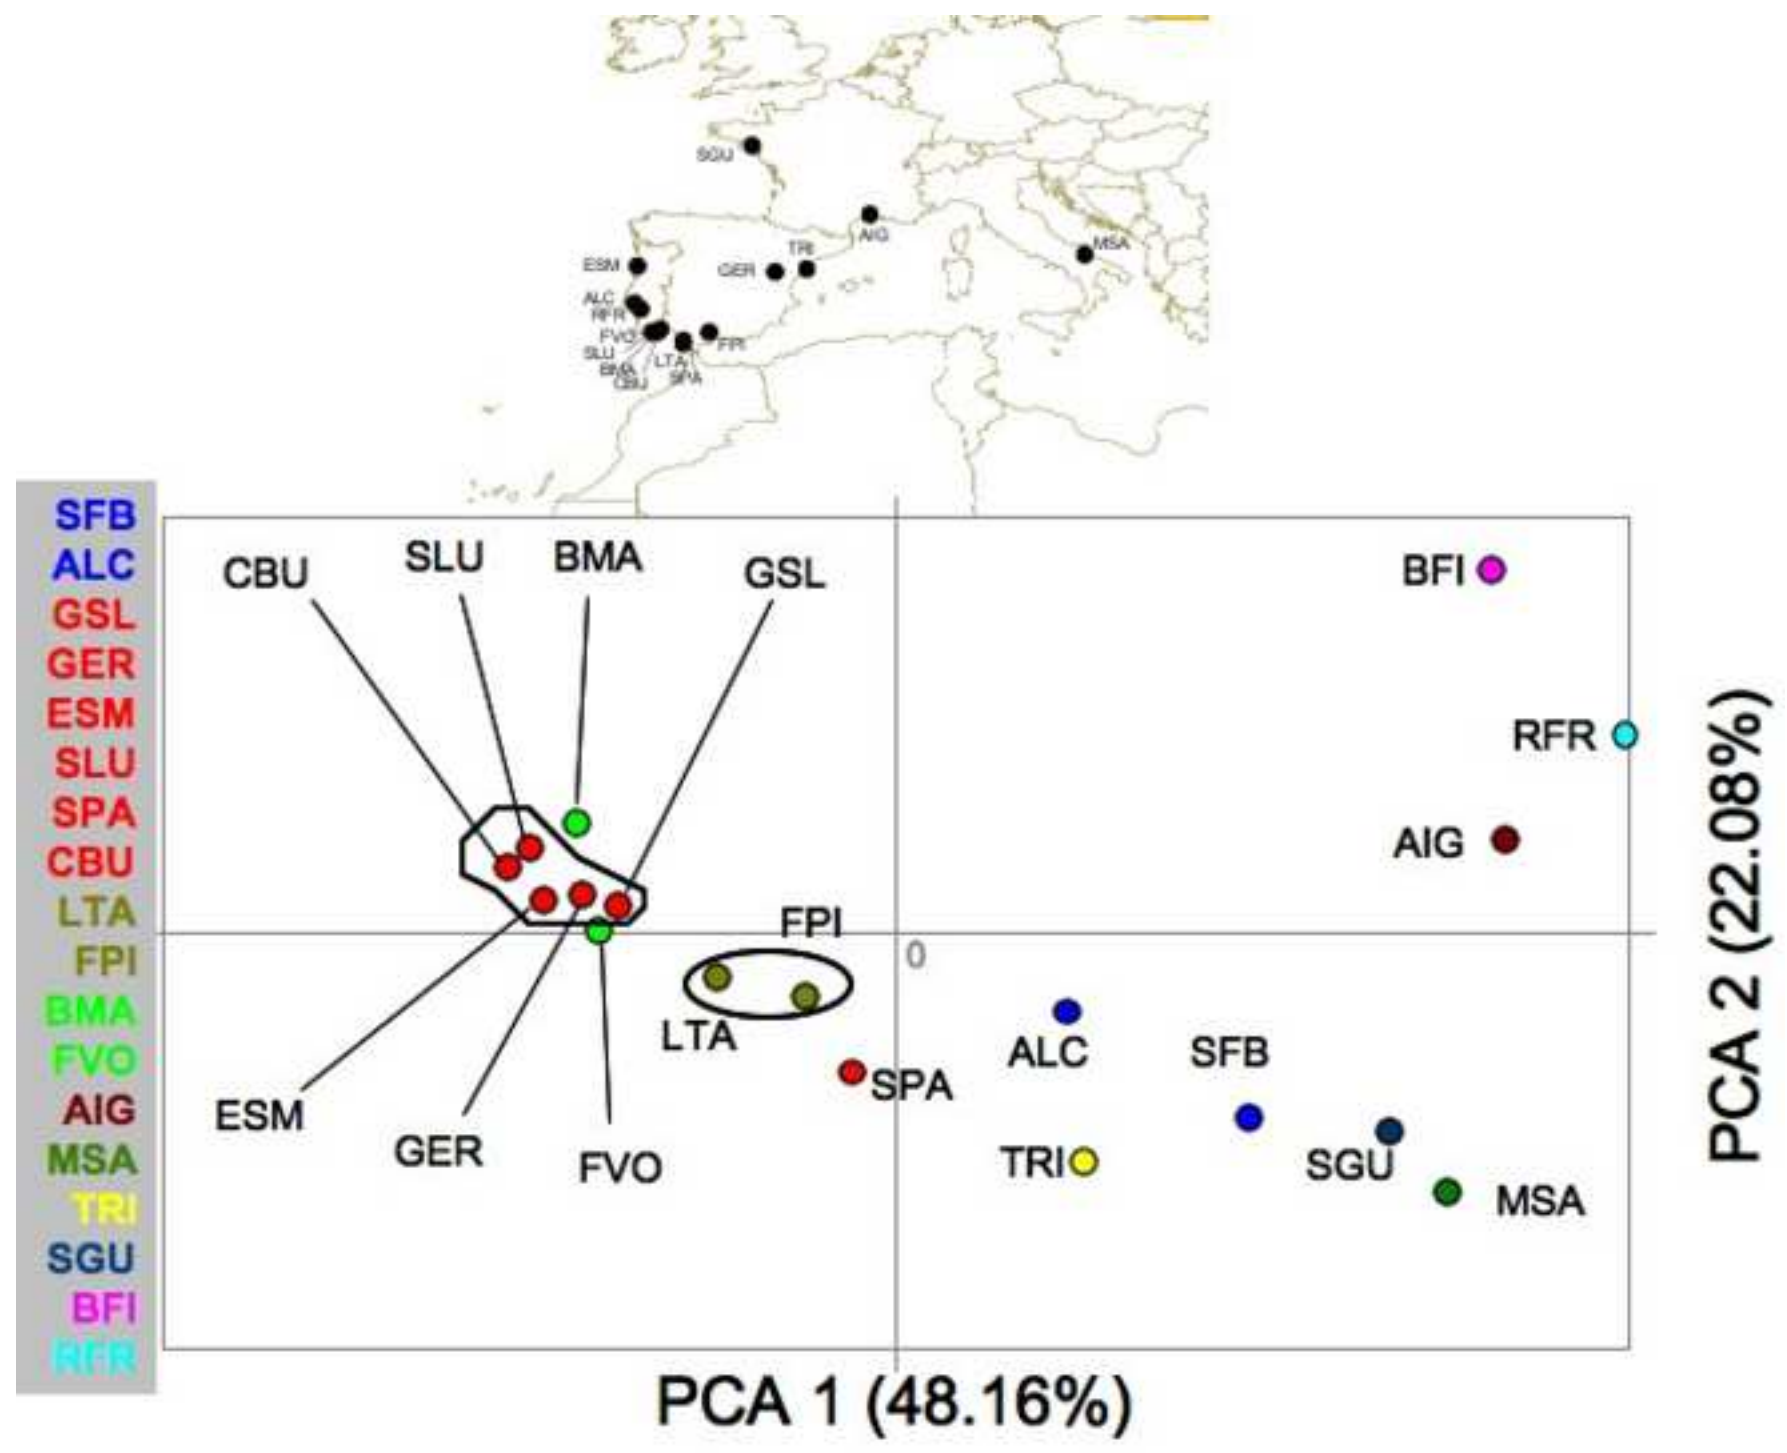 SGU
AIG
MSA
TRI
GER
ESM
ALC
RFR
FVO
FPI
SLU
LTA
BMA
SPA
CBU
SFB
ALC
GSL
GER
ESM
SLU
SPA
CBU
LTA
FPI
BMA
FVO
AIG
MSA
TRI
SGU
BFI
RFR
CBU
SLU
BMA
GSL
BFI
RFR
AIG
FPI
0
LTA
ALC
SFB
SPA
ESM
GER
FVO
TRI
SGU
MSA
PCA 2 (22.08%)
PCA 1 (48.16%)